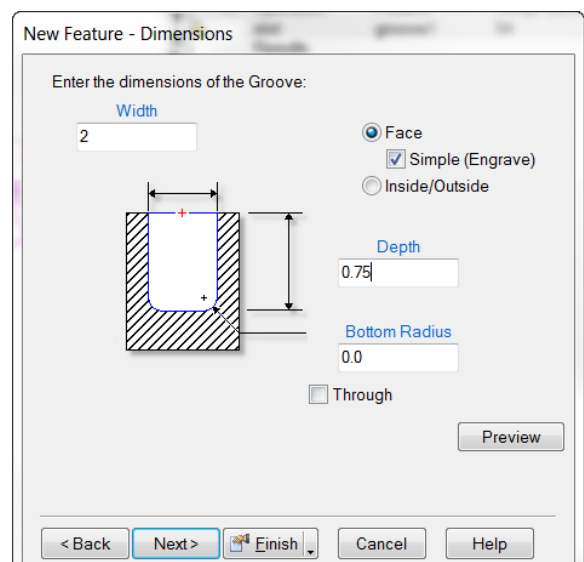 New Feature - Dimensions
Enter the dimensions of the Groove:
Width
2
Face
Simple (Engrave)
Inside/Outside
Depth
0.75
Bottom Radius
0.0
Through
Preview
< Back
Next >
Finish
Cancel
Help